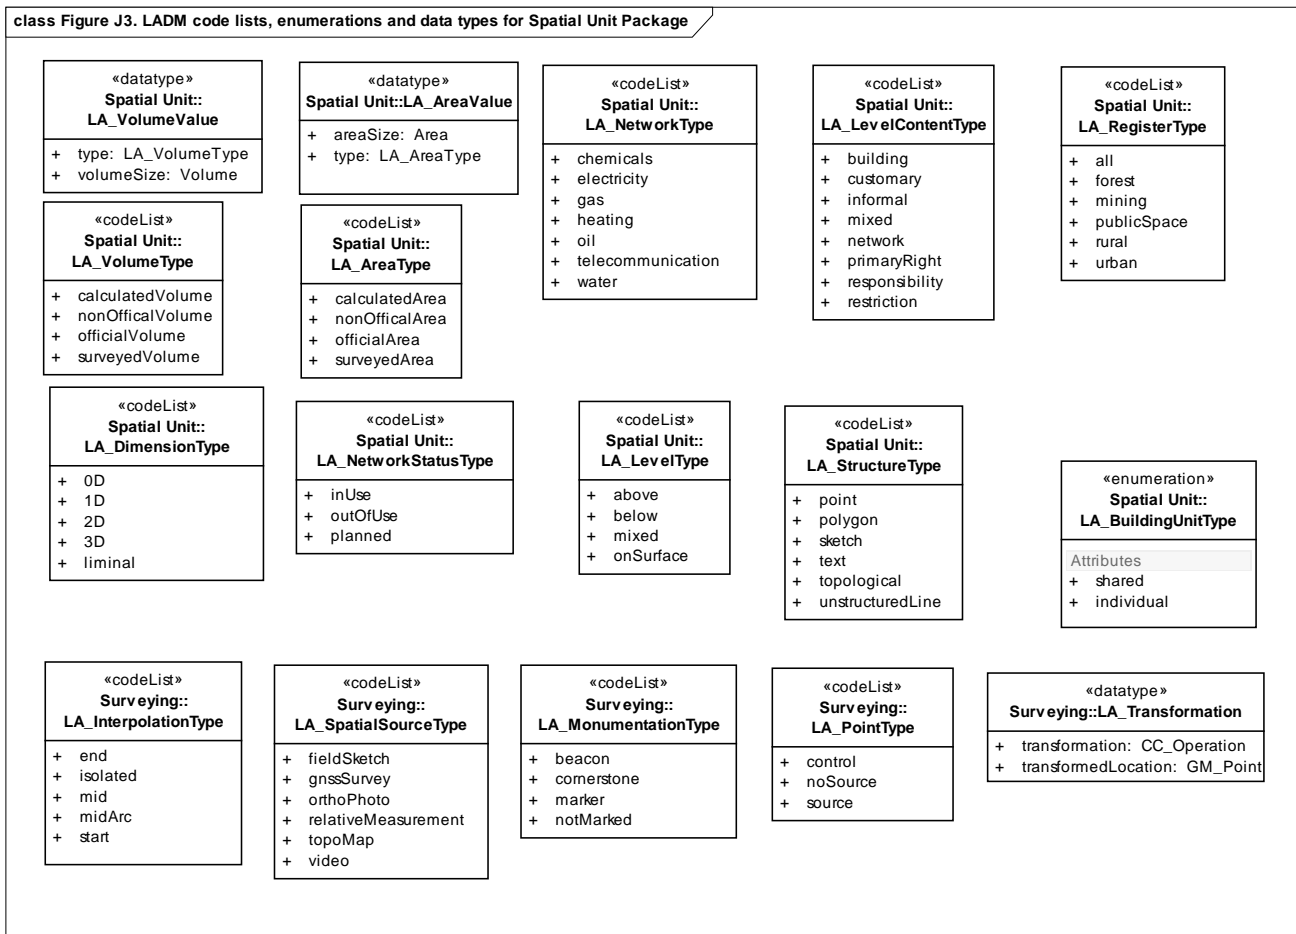 class Figure J3. LADM code lists, enumerations and data types for Spatial Unit Package
«datatype»
Spatial Unit::
LA_VolumeValue
+ type: LA_VolumeType
+ volumeSize: Volume
«datatype»
Spatial Unit::LA_AreaValue
+ areaSize: Area
+ type: LA_AreaType
«codeList»
Spatial Unit::
LA_NetworkType
+ chemicals
+ electricity
+ gas
+ heating
+ oil
+ telecommunication
+ water
«codeList»
Spatial Unit::
LA_LevelContentType
+ building
+ customary
+ informal
+ mixed
+ network
+ primaryRight
+ responsibility
+ restriction
«codeList»
Spatial Unit::
LA_RegisterType
+ all
+ forest
+ mining
+ publicSpace
+ rural
+ urban
«codeList»
Spatial Unit::
LA_VolumeType
+ calculatedVolume
+ nonOfficalVolume
+ officialVolume
+ surveyedVolume
«codeList»
Spatial Unit::
LA_AreaType
+ calculatedArea
+ nonOfficalArea
+ officialArea
+ surveyedArea
«codeList»
Spatial Unit::
LA_DimensionType
+ 0D
+ 1D
+ 2D
+ 3D
+ liminal
«codeList»
Spatial Unit::
LA_NetworkStatusType
+ inUse
+ outOfUse
+ planned
«codeList»
Spatial Unit::
LA_LevelType
+ above
+ below
+ mixed
+ onSurface
«codeList»
Spatial Unit::
LA_StructureType
+ point
+ polygon
+ sketch
+ text
+ topological
+ unstructuredLine
«enumeration»
Spatial Unit::
LA_BuildingUnitType
Attributes
+ shared
+ individual
«codeList»
Surveying::
LA_InterpolationType
+ end
+ isolated
+ mid
+ midArc
+ start
«codeList»
Surveying::
LA_SpatialSourceType
+ fieldSketch
+ gnssSurvey
+ orthoPhoto
+ relativeMeasurement
+ topoMap
+ video
«codeList»
Surveying::
LA_MonumentationType
+ beacon
+ cornerstone
+ marker
+ notMarked
«codeList»
Surveying::
LA_PointType
+ control
+ noSource
+ source
«datatype»
Surveying::LA_Transformation
+ transformation: CC_Operation
+ transformedLocation: GM_Point